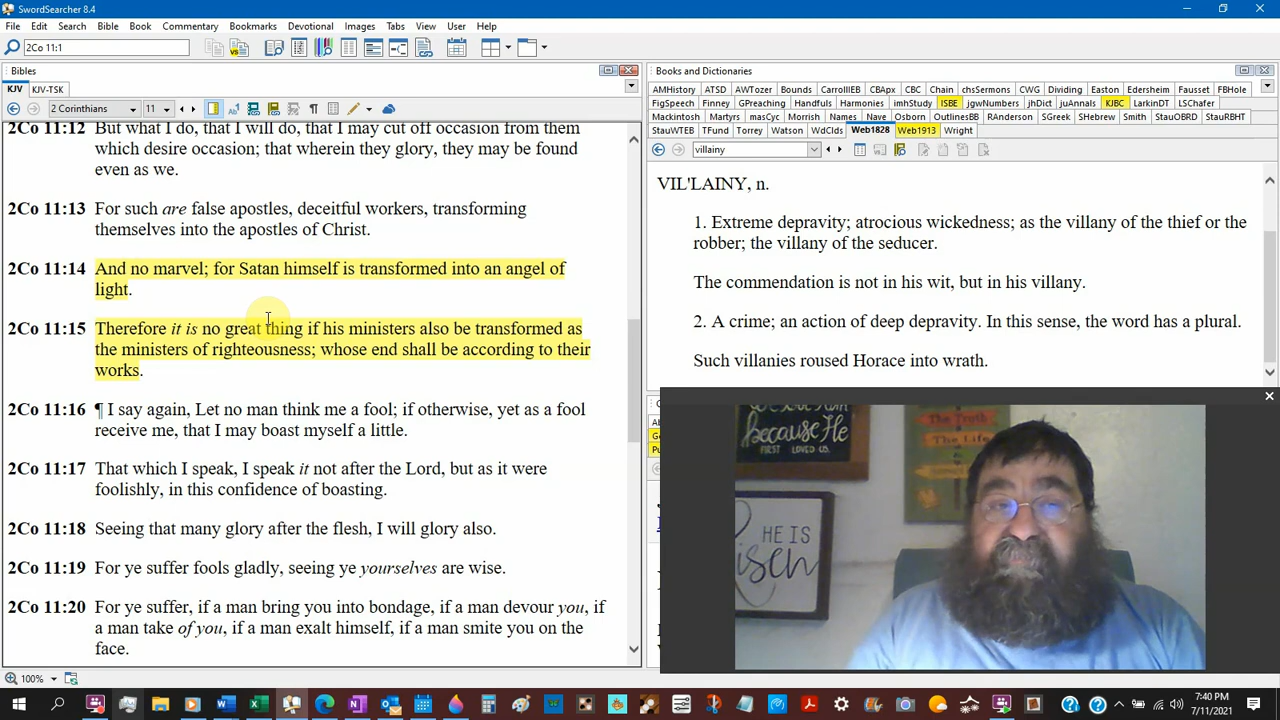 SwordSearcher 8.4
File Edit Search Bible Book Commentary Bookmarks Devotional Images Tabs View User Help
2Co 11:1
Bibles
KJV KJV-TSK
2 Corinthians 11
2Co 11:12 But what I do, that I will do, that I may cut off occasion from them
which desire occasion; that wherein they glory, they may be found
even as we.
2Co 11:13 For such are false apostles, deceitful workers, transforming
themselves into the apostles of Christ.
2Co 11:14 And no marvel; for Satan himself is transformed into an angel of
light.
2Co 11:15 Therefore it is no great thing if his ministers also be transformed as
the ministers of righteousness; whose end shall be according to their
works.
2Co 11:16 ¶ I say again, Let no man think me a fool; if otherwise, yet as a fool
receive me, that I may boast myself a little.
2Co 11:17 That which I speak, I speak it not after the Lord, but as it were
foolishly, in this confidence of boasting.
2Co 11:18 Seeing that many glory after the flesh, I will glory also.
2Co 11:19 For ye suffer fools gladly, seeing ye yourselves are wise.
2Co 11:20 For ye suffer, if a man bring you into bondage, if a man devour you, if
a man take of you, if a man exalt himself, if a man smite you on the
face.
100%
Books and Dictionaries
AMHistory ATSD AWTozer Bounds CarrollIEB CBApx CBC Chain chsSermons CWG Dividing Easton Edersheim Fausset FBHole
FigSpeech Finney GPreaching Handfuls Harmonies imhStudy ISBE jgwNumbers jhDict juAnnals KJBC LarkinDT LSChafer
Mackintosh Martyrs masCyc Morrish Names Nave Osborn OutlinesBB RAnderson SGreek SHebrew Smith StauOBRD StauRBHT
StauWTEB TFund Torrey Watson WdClds Web1828 Web1913 Wright
villainy
VIL'LAINY, n.
1. Extreme depravity; atrocious wickedness; as the villany of the thief or the
robber; the villany of the seducer.
The commendation is not in his wit, but in his villany.
2. A crime; an action of deep depravity. In this sense, the word has a plural.
Such villanies roused Horace into wrath.
because He
FIRST LOVED US.
The Truth
The Life
HE IS
Risen
7:40 PM
7/11/2021